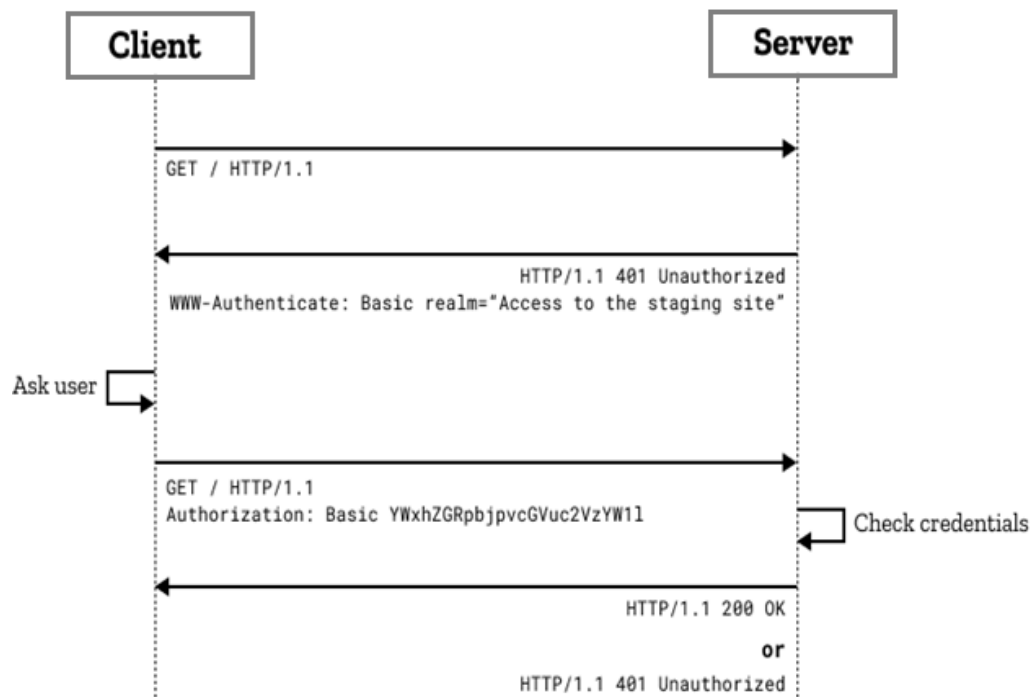 Client
Server
GET / HTTP/1.1
HTTP/1.1 401 Unauthorized
WWW-Authenticate: Basic realm="Access to the staging site"
Ask user
GET / HTTP/1.1
Authorization: Basic YWxhZGRpbjpvcGVuc2VzYW1l
Check credentials
HTTP/1.1 200 OK
or
HTTP/1.1 401 Unauthorized